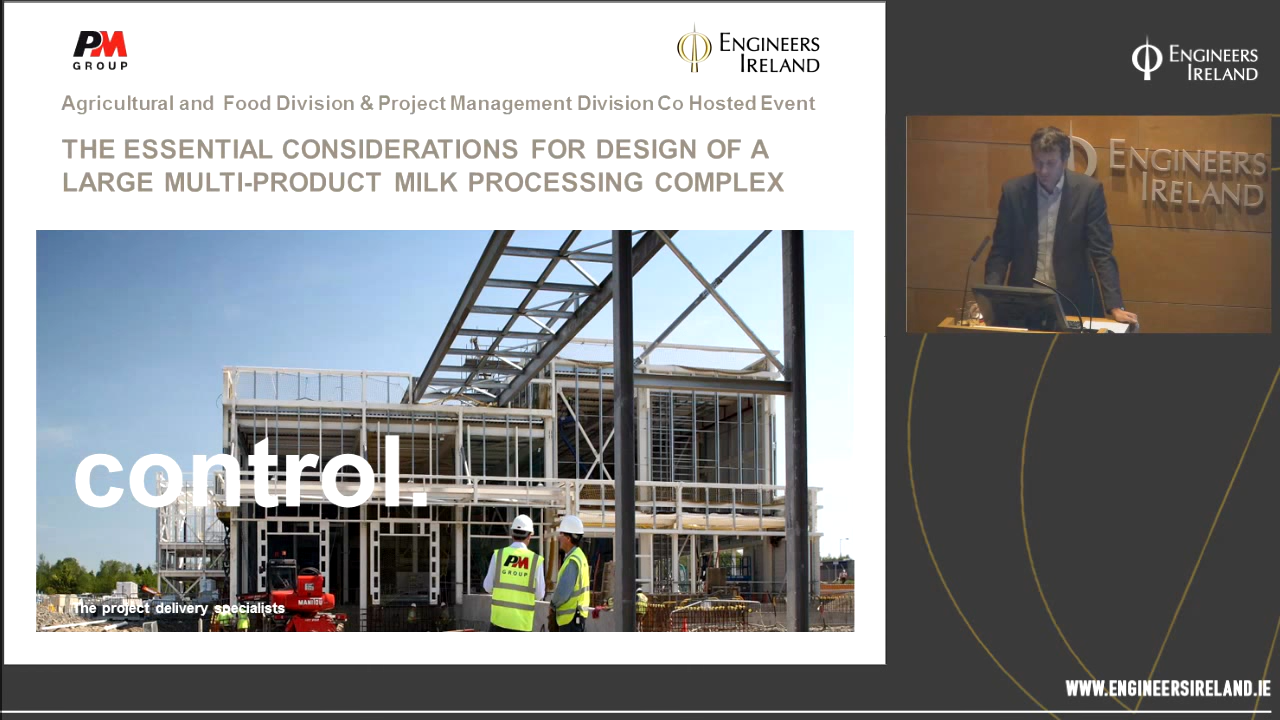 PM
GROUP
ENGINEERS
IRELAND
Agricultural and Food Division & Project Management Division Co Hosted Event
THE ESSENTIAL CONSIDERATIONS FOR DESIGN OF A
LARGE MULTI-PRODUCT MILK PROCESSING COMPLEX
control.
PM
GROUP
MANITOU
The project delivery specialists
ENGINEERS
IRELAND
ENGINEERS
IRELAND
WWW.ENGINEERSIRELAND.IE